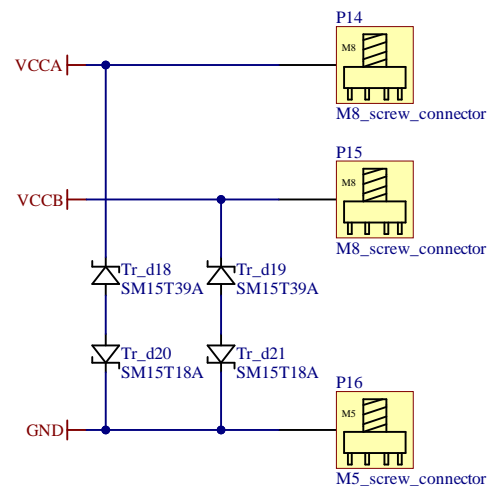 P14
VCCA
M8
M8_screw_connector
P15
VCCB
M8
M8_screw_connector
Tr_d18
SM15T39A
Tr_d19
SM15T39A
Tr_d20
SM15T18A
Tr_d21
SM15T18A
P16
GND
M5
M5_screw_connector